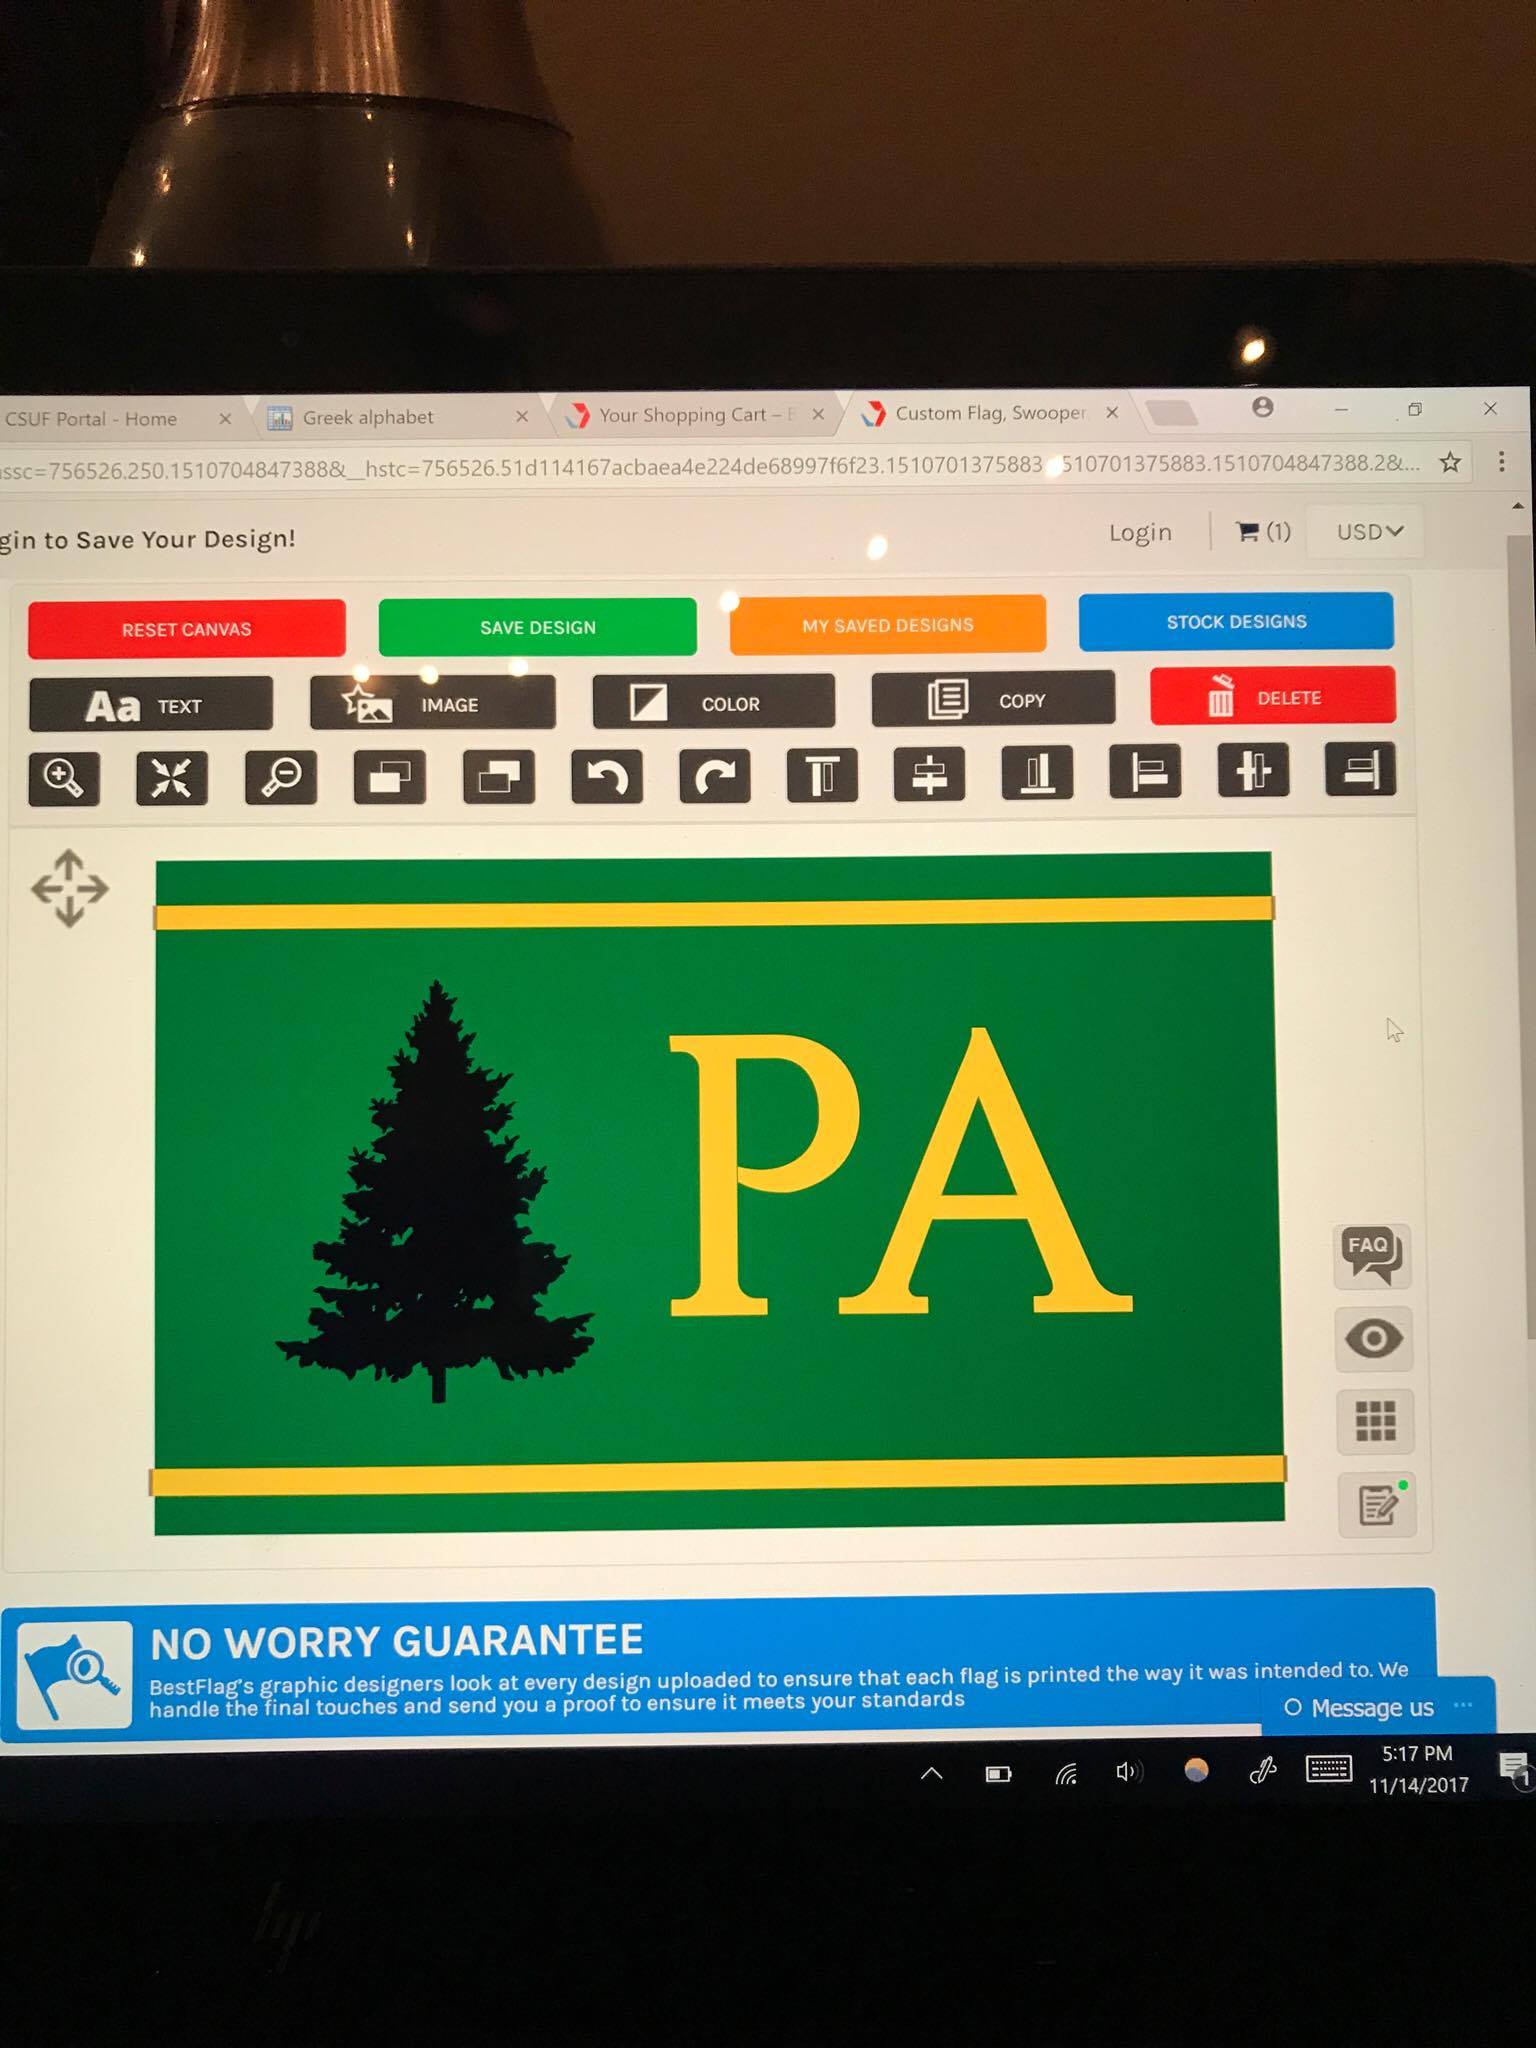 CSUF Portal - Home
Greek alphabet
Your Shopping Cart –
Custom Flag, Swooper
ssc=756526.250.1510704847388&__hstc=756526.51d114167acbaea4e224de68997f6f23.1510701375883. 510701375883.1510704847388.2&...
gin to Save Your Design!
Login
(1)
USD
RESET CANVAS
SAVE DESIGN
MY SAVED DESIGNS
STOCK DESIGNS
Aa TEXT
IMAGE
COLOR
COPY
DELETE
PA
FAQ
NO WORRY GUARANTEE
BestFlag's graphic designers look at every design uploaded to ensure that each flag is printed the way it was intended to. We
handle the final touches and send you a proof to ensure it meets your standards
Message us ...
5:17 PM
11/14/2017
1
hp